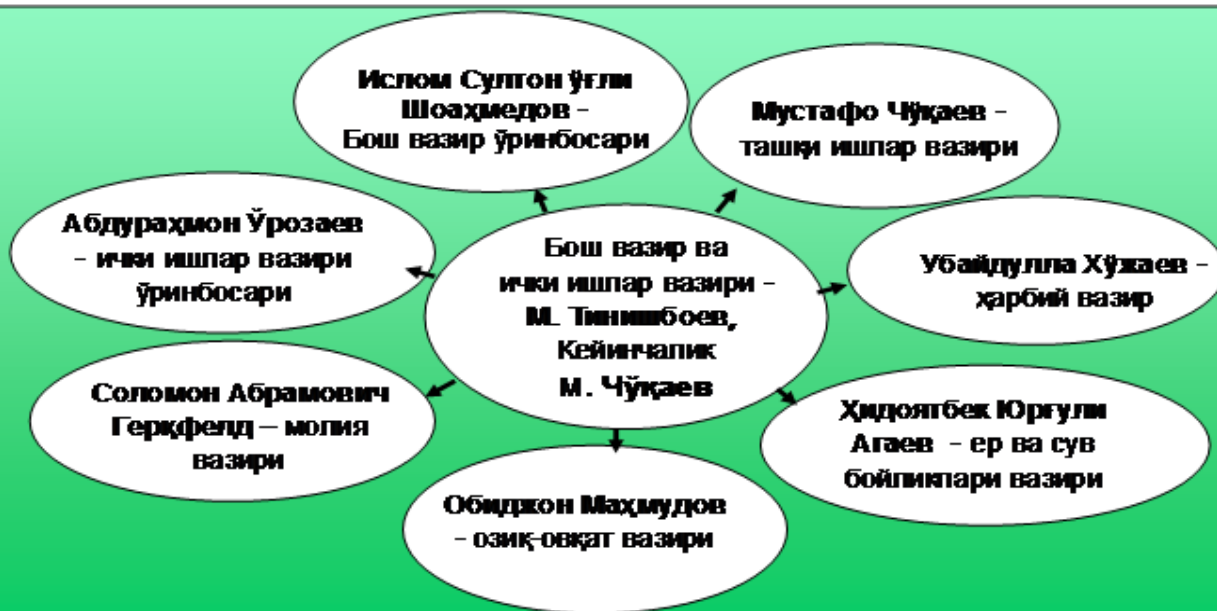 Ислом Султон ўғли
Шоаҳмедов –
Бош вазир ўринбосари
Мустафо Чўқаев –
ташқи ишлар вазири
Абдураҳмон Ўрозаев
– ички ишлар вазири
ўринбосари
Бош вазир ва
ички ишлар вазири –
М. Тинишбоев,
Кейинчалик
М. Чўқаев
Убайдулла Хўжаев –
ҳарбий вазир
Соломон Абрамович
Герқфелд – молия
вазири
Ҳидоятбек Юрғули
Агаев – ер ва сув
бойликлари вазири
Обиджон Маҳмудов
– озиқ-овқат вазири